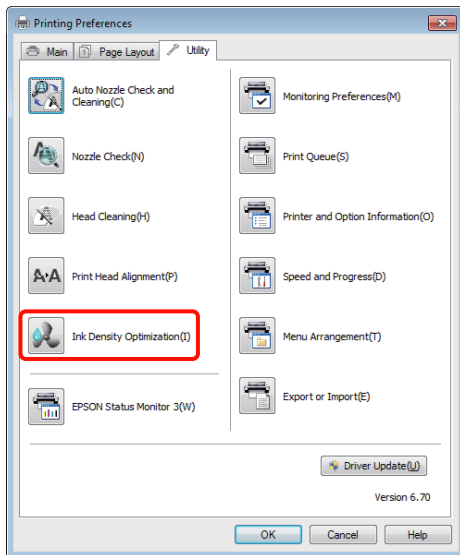 Printing Preferences
Main
Page Layout
Utility
Auto Nozzle Check and
Cleaning(C)
Nozzle Check(N)
Head Cleaning(H)
A A Print Head Alignment(P)
Ink Density Optimization(I)
EPSON Status Monitor 3(W)
Monitoring Preferences(M)
Print Queue(S)
Printer and Option Information(O)
Speed and Progress(D)
Menu Arrangement(T)
Export or Import(E)
Driver Update(U)
Version 6.70
OK
Cancel
Help